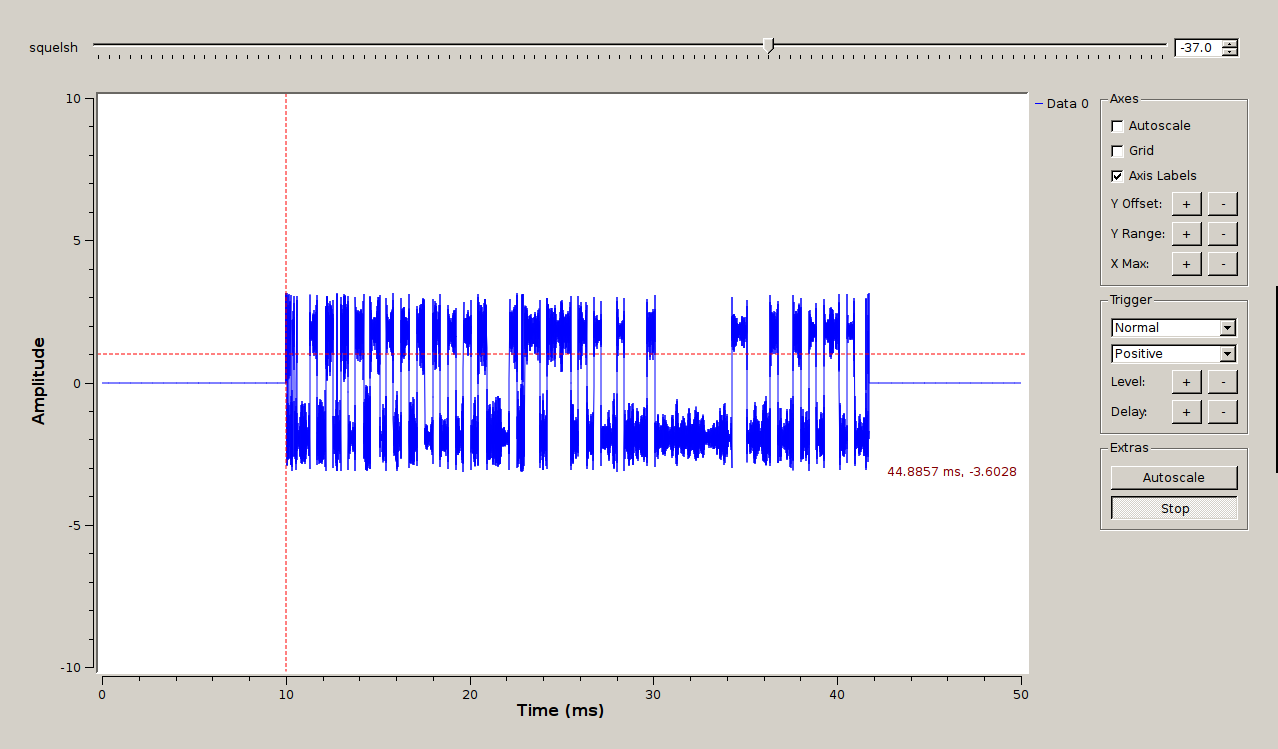 squelsh
-37.0
10
5
0
-5
-10
Amplitude
0 10 20 30 40 50
Time (ms)
44.8857 ms, -3.6028
Data 0
Axes
Autoscale
Grid
Axis Labels
Y Offset: + -
Y Range: + -
X Max: + -
Trigger
Normal
Positive
Level: + -
Delay: + -
Extras
Autoscale
Stop